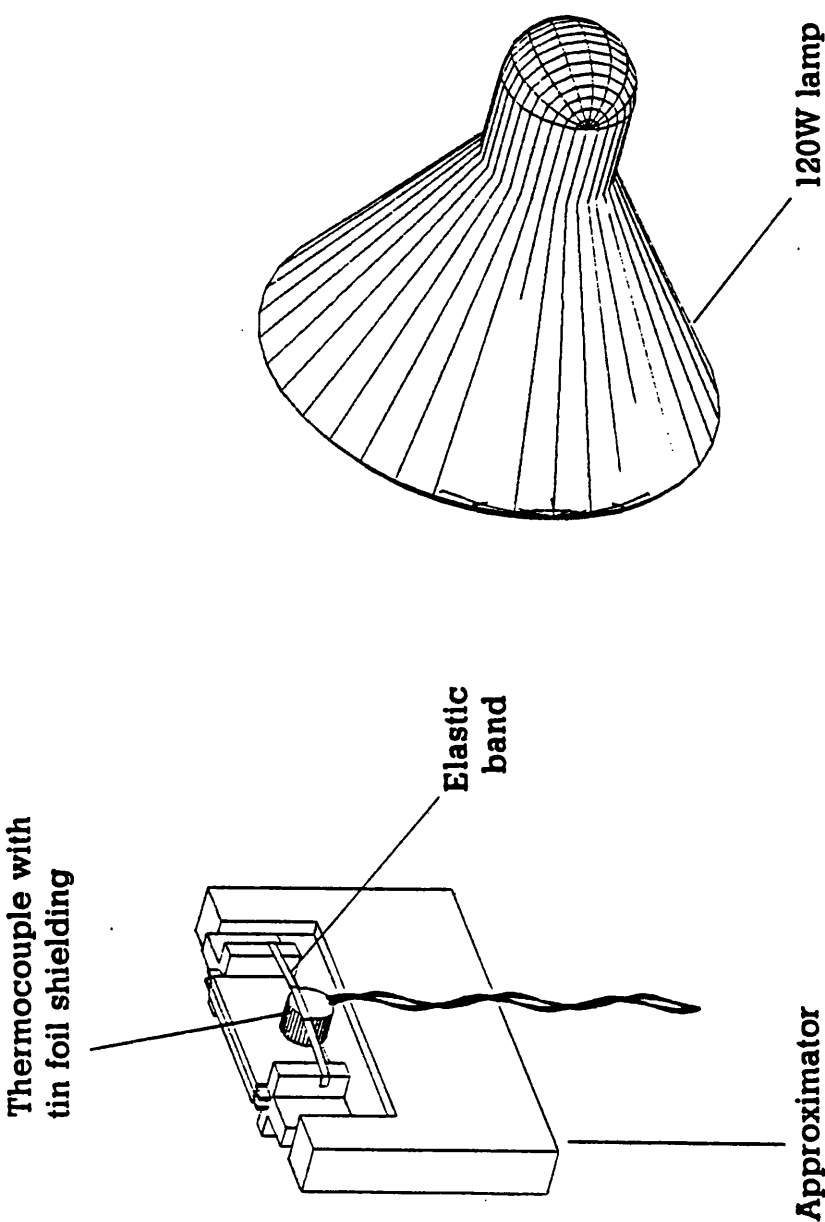 Thermocouple with
tin foil shielding
Elastic
band
Approximator
120W lamp